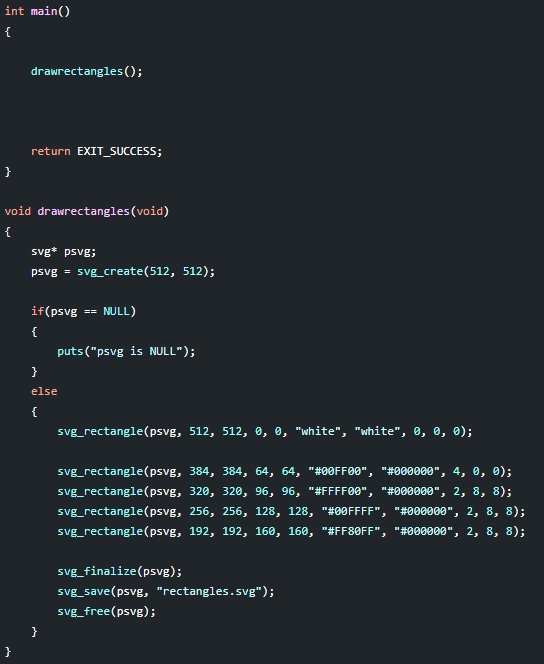 int main()
{
    drawrectangles();
    return EXIT_SUCCESS;
}
void drawrectangles(void)
{
    svg* psvg;
    psvg = svg_create(512, 512);
    if(psvg == NULL)
    {
        puts("psvg is NULL");
    }
    else
    {
        svg_rectangle(psvg, 512, 512, 0, 0, "white", "white", 0, 0, 0);
        svg_rectangle(psvg, 384, 384, 64, 64, "#00FF00", "#000000", 4, 0, 0);
        svg_rectangle(psvg, 320, 320, 96, 96, "#FFFF00", "#000000", 2, 8, 8);
        svg_rectangle(psvg, 256, 256, 128, 128, "#00FFFF", "#000000", 2, 8, 8);
        svg_rectangle(psvg, 192, 192, 160, 160, "#FF80FF", "#000000", 2, 8, 8);
        svg_finalize(psvg);
        svg_save(psvg, "rectangles.svg");
        svg_free(psvg);
    }
}